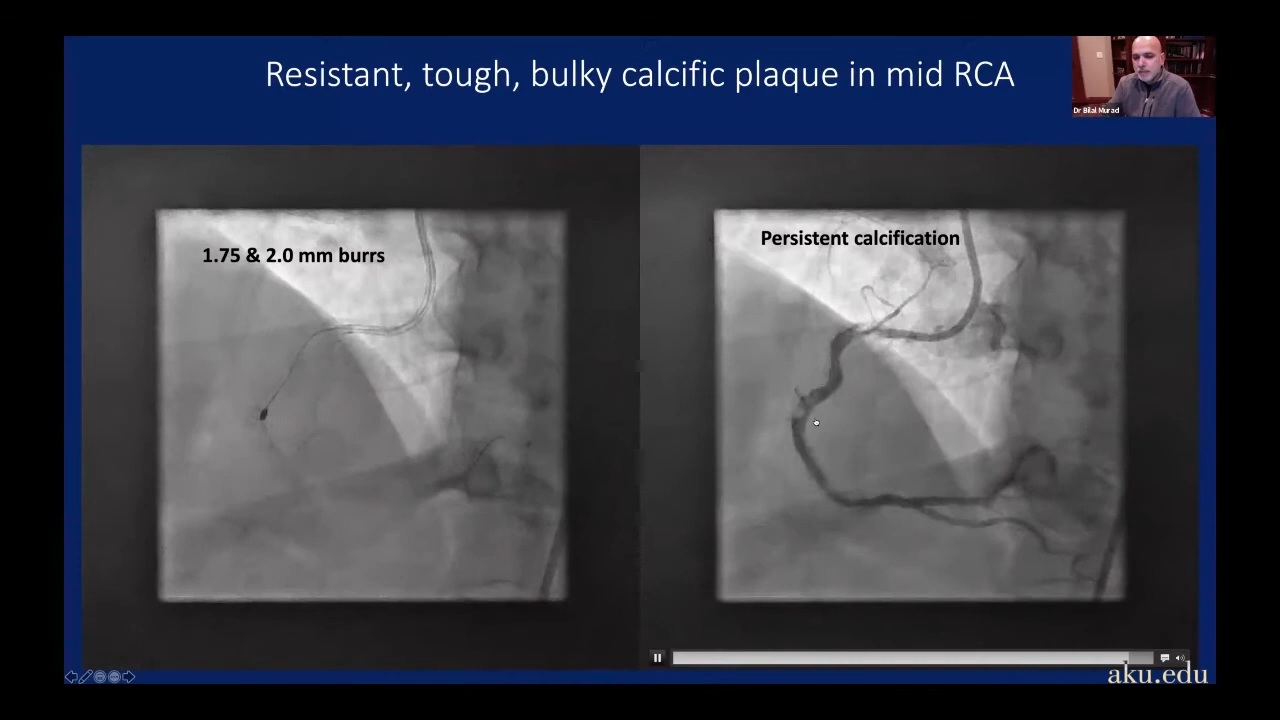 Resistant, tough, bulky calcific plaque in mid RCA
Dr Bilal Murad
1.75 & 2.0 mm burrs
Persistent calcification
aku.edu